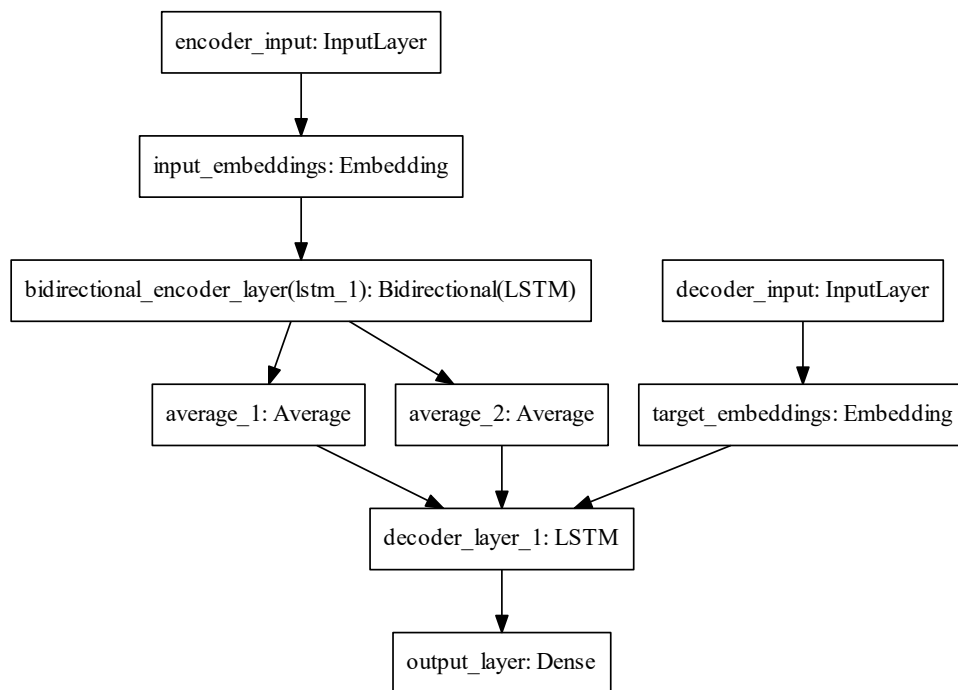 encoder_input: InputLayer
input_embeddings: Embedding
bidirectional_encoder_layer(lstm_1): Bidirectional(LSTM)
decoder_input: InputLayer
average_1: Average
average_2: Average
target_embeddings: Embedding
decoder_layer_1: LSTM
output_layer: Dense